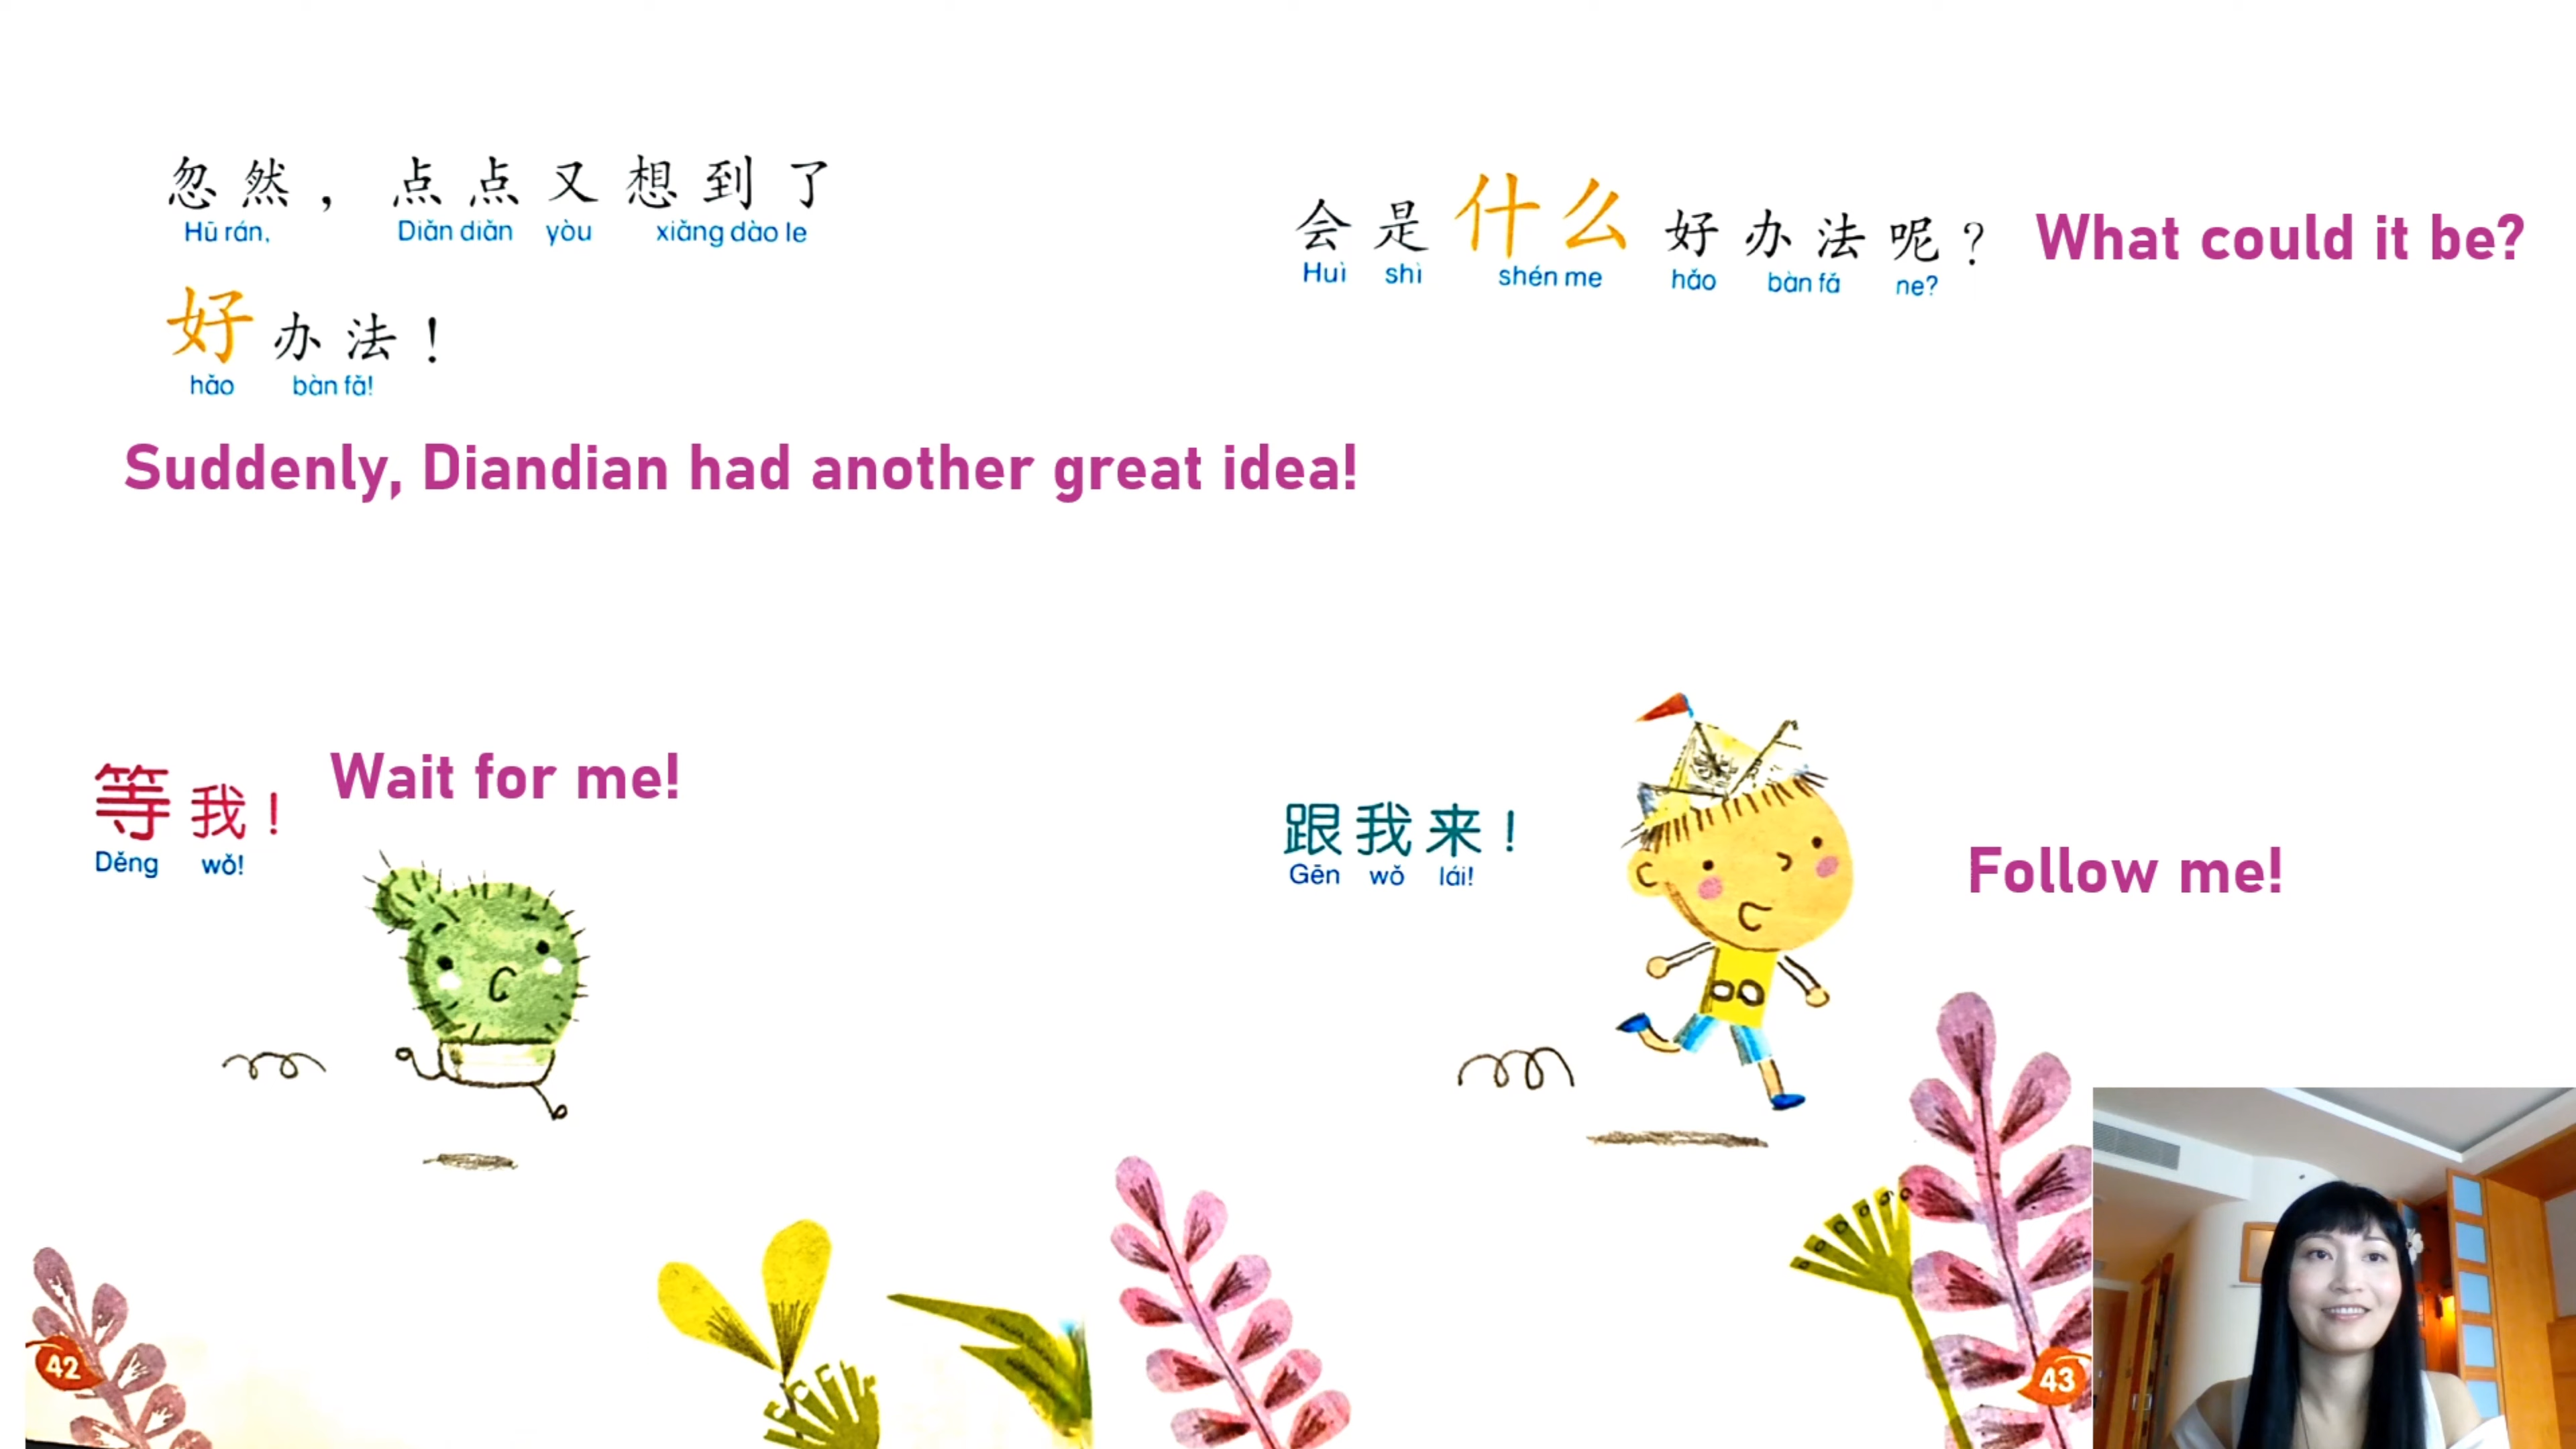 忽然，点点又想到了
Hū rán, Diǎn diǎn yòu xiǎng dào le
好办法！
hǎo bàn fǎ!
Suddenly, Diandian had another great idea!
会是什么好办法呢？ What could it be?
Huì shì shén me hǎo bàn fǎ ne?
等我！ Wait for me!
Děng wǒ!
跟我来！
Gēn wǒ lái!
Follow me!
42
43